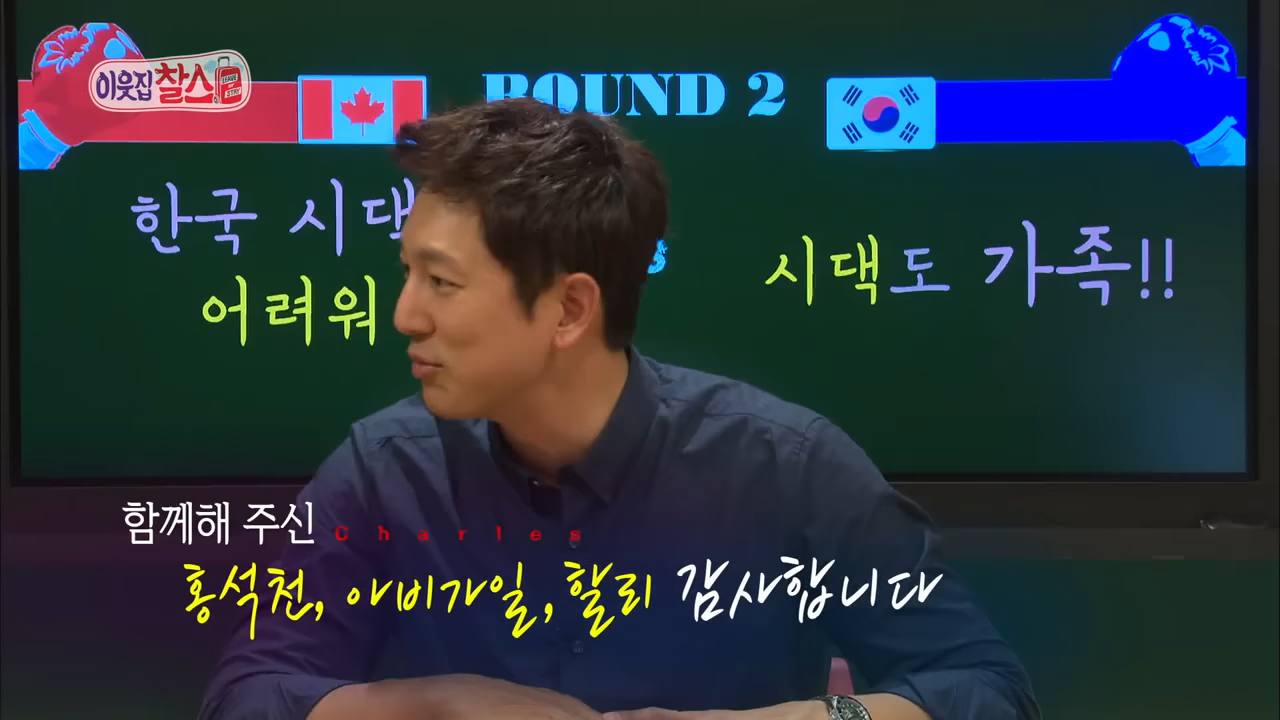 이웃집 찰스
LEAVE or STAY
ROUND 2
한국 시댁
어려워
시댁도 가족!!
함께해 주신 Charles
홍석천, 아비가일, 할리 감사합니다